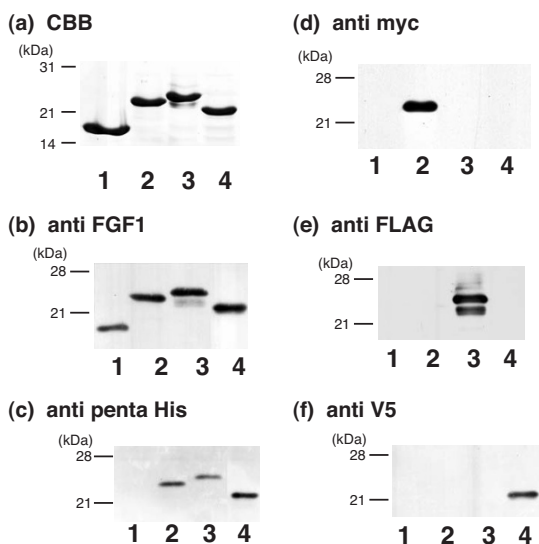 (a) CBB
(kDa)
31
21
14
1 2 3 4
(b) anti FGF1
(kDa)
28
21
1 2 3 4
(c) anti penta His
(kDa)
28
21
1 2 3 4
(d) anti myc
(kDa)
28
21
1 2 3 4
(e) anti FLAG
(kDa)
28
21
1 2 3 4
(f) anti V5
(kDa)
28
21
1 2 3 4